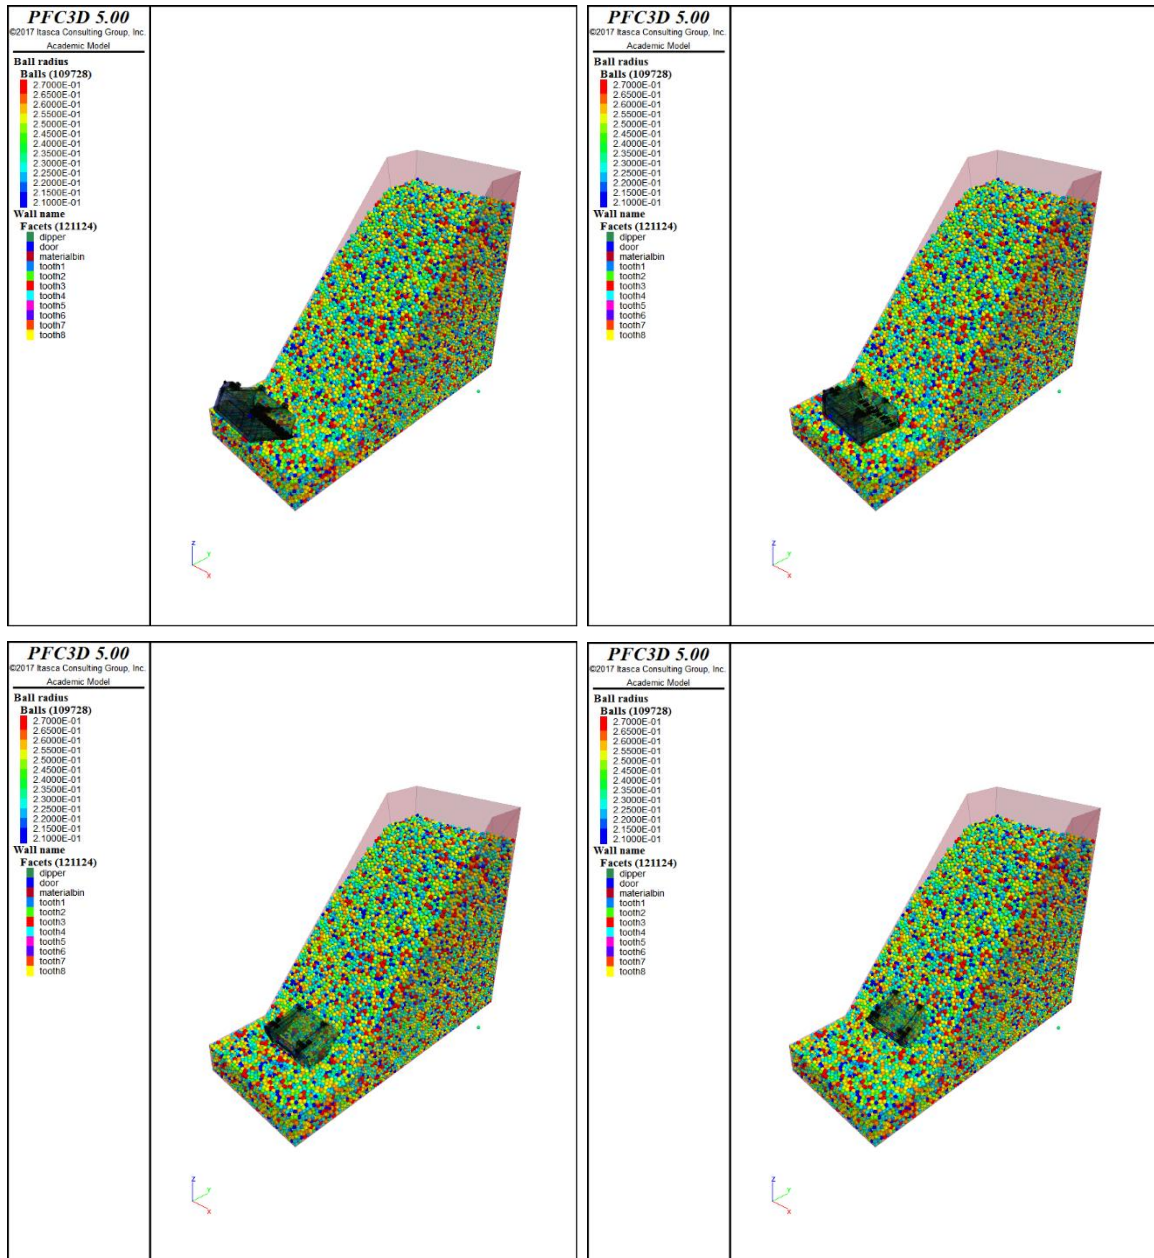 PFC3D 5.00
©2017 Itasca Consulting Group, Inc.
Academic Model
Ball radius
Balls (109728)
2.7000E-01
2.6500E-01
2.6000E-01
2.5500E-01
2.5000E-01
2.4500E-01
2.4000E-01
2.3500E-01
2.3000E-01
2.2500E-01
2.2000E-01
2.1500E-01
2.1000E-01
Wall name
Facets (121124)
dipper
door
materialbin
tooth1
tooth2
tooth3
tooth4
tooth5
tooth6
tooth7
tooth8
z
y
x
PFC3D 5.00
©2017 Itasca Consulting Group, Inc.
Academic Model
Ball radius
Balls (109728)
2.7000E-01
2.6500E-01
2.6000E-01
2.5500E-01
2.5000E-01
2.4500E-01
2.4000E-01
2.3500E-01
2.3000E-01
2.2500E-01
2.2000E-01
2.1500E-01
2.1000E-01
Wall name
Facets (121124)
dipper
door
materialbin
tooth1
tooth2
tooth3
tooth4
tooth5
tooth6
tooth7
tooth8
z
y
x
PFC3D 5.00
©2017 Itasca Consulting Group, Inc.
Academic Model
Ball radius
Balls (109728)
2.7000E-01
2.6500E-01
2.6000E-01
2.5500E-01
2.5000E-01
2.4500E-01
2.4000E-01
2.3500E-01
2.3000E-01
2.2500E-01
2.2000E-01
2.1500E-01
2.1000E-01
Wall name
Facets (121124)
dipper
door
materialbin
tooth1
tooth2
tooth3
tooth4
tooth5
tooth6
tooth7
tooth8
z
y
x
PFC3D 5.00
©2017 Itasca Consulting Group, Inc.
Academic Model
Ball radius
Balls (109728)
2.7000E-01
2.6500E-01
2.6000E-01
2.5500E-01
2.5000E-01
2.4500E-01
2.4000E-01
2.3500E-01
2.3000E-01
2.2500E-01
2.2000E-01
2.1500E-01
2.1000E-01
Wall name
Facets (121124)
dipper
door
materialbin
tooth1
tooth2
tooth3
tooth4
tooth5
tooth6
tooth7
tooth8
z
y
x